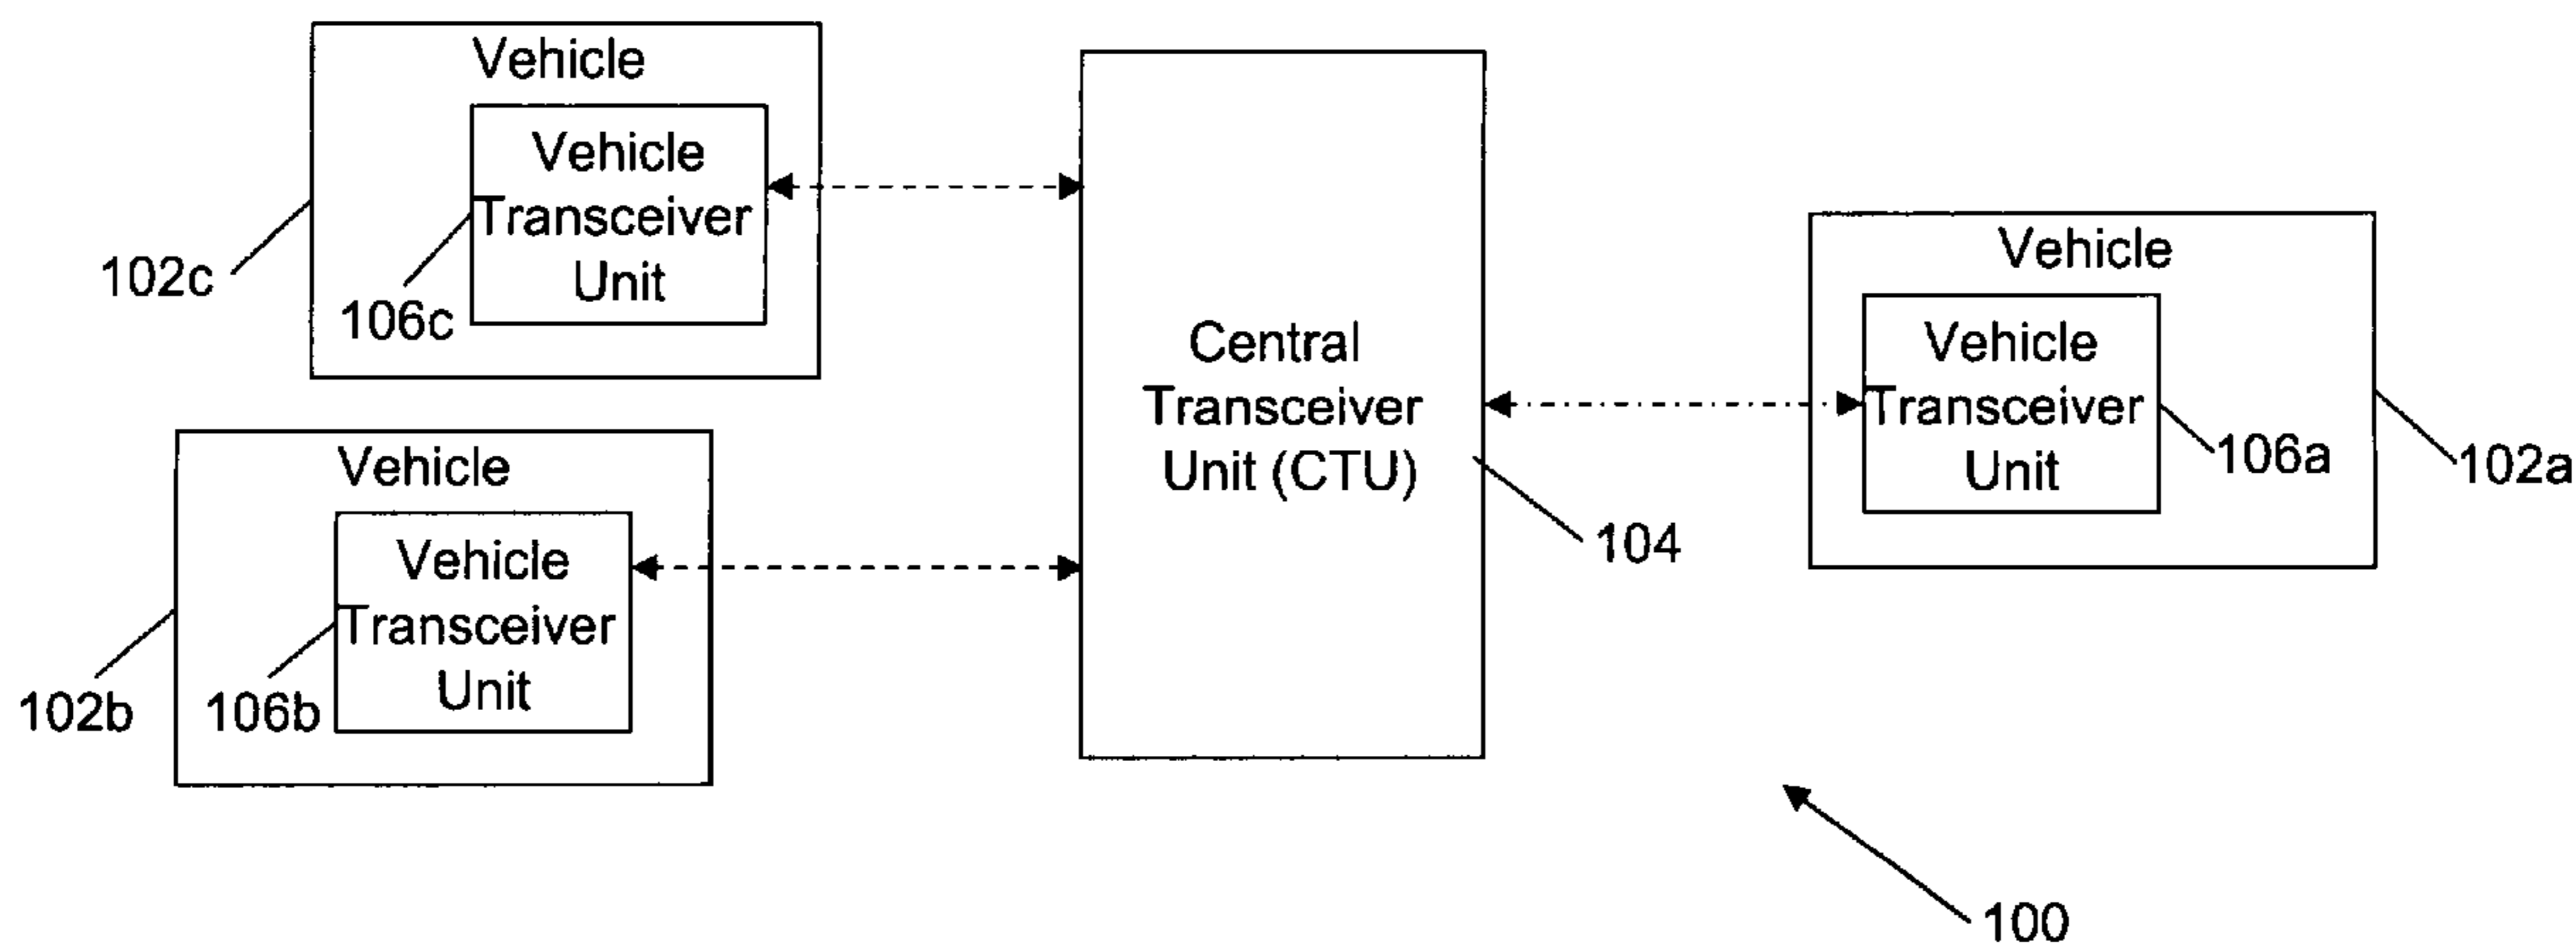 Vehicle
Vehicle
Transceiver
Unit
102c
106c
Vehicle
Vehicle
Transceiver
Unit
102b
106b
Central
Transceiver
Unit (CTU)
104
Vehicle
Vehicle
Transceiver
Unit
106a
102a
100